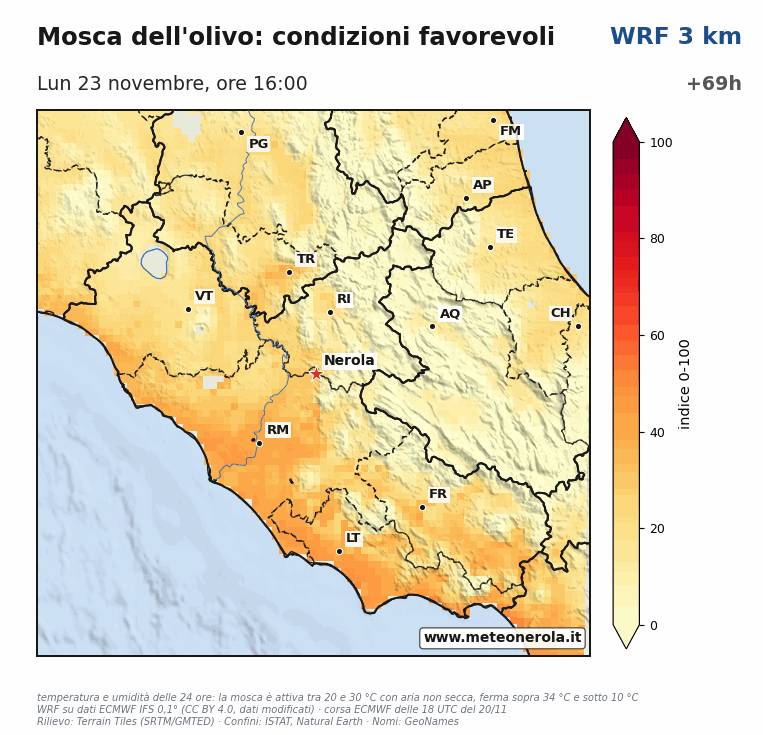 Mosca dell'olivo: condizioni favorevoli
WRF 3 km
Lun 23 novembre, ore 16:00
+69h
FM
PG
AP
TE
TR
VT
RI
AQ
CH
Nerola
RM
FR
LT
www.meteonerola.it
100
80
60
40
20
0
indice 0-100
temperatura e umidità delle 24 ore: la mosca è attiva tra 20 e 30 °C con aria non secca, ferma sopra 34 °C e sotto 10 °C
WRF su dati ECMWF IFS 0,1° (CC BY 4.0, dati modificati) · corsa ECMWF delle 18 UTC del 20/11
Rilievo: Terrain Tiles (SRTM/GMTED) · Confini: ISTAT, Natural Earth · Nomi: GeoNames